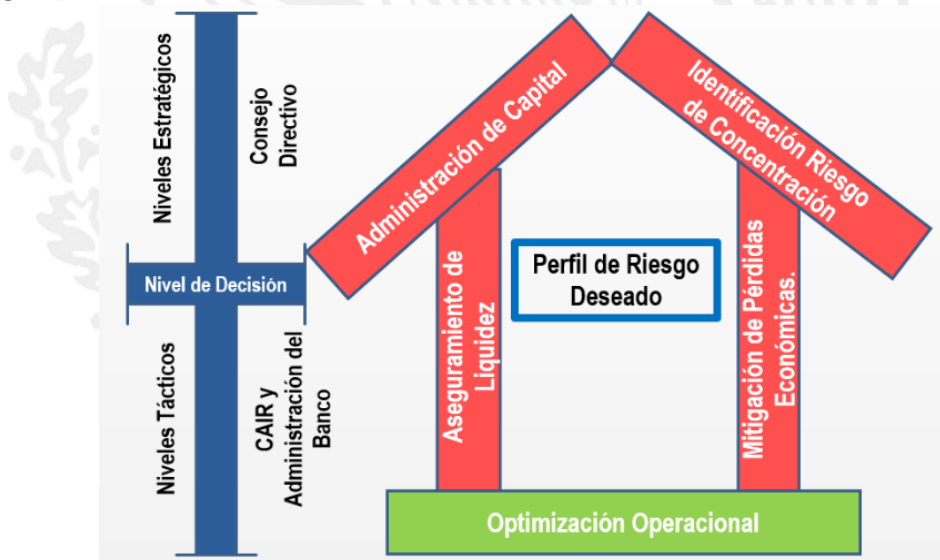 Niveles Estratégicos
Consejo
Directivo
Nivel de Decisión
Niveles Tácticos
CAIR y
Administración del
Banco
Administración de Capital
Identificación Riesgo
de Concentración
Aseguramiento de
Liquidez
Perfil de Riesgo
Deseado
Mitigación de Pérdidas
Económicas.
Optimización Operacional